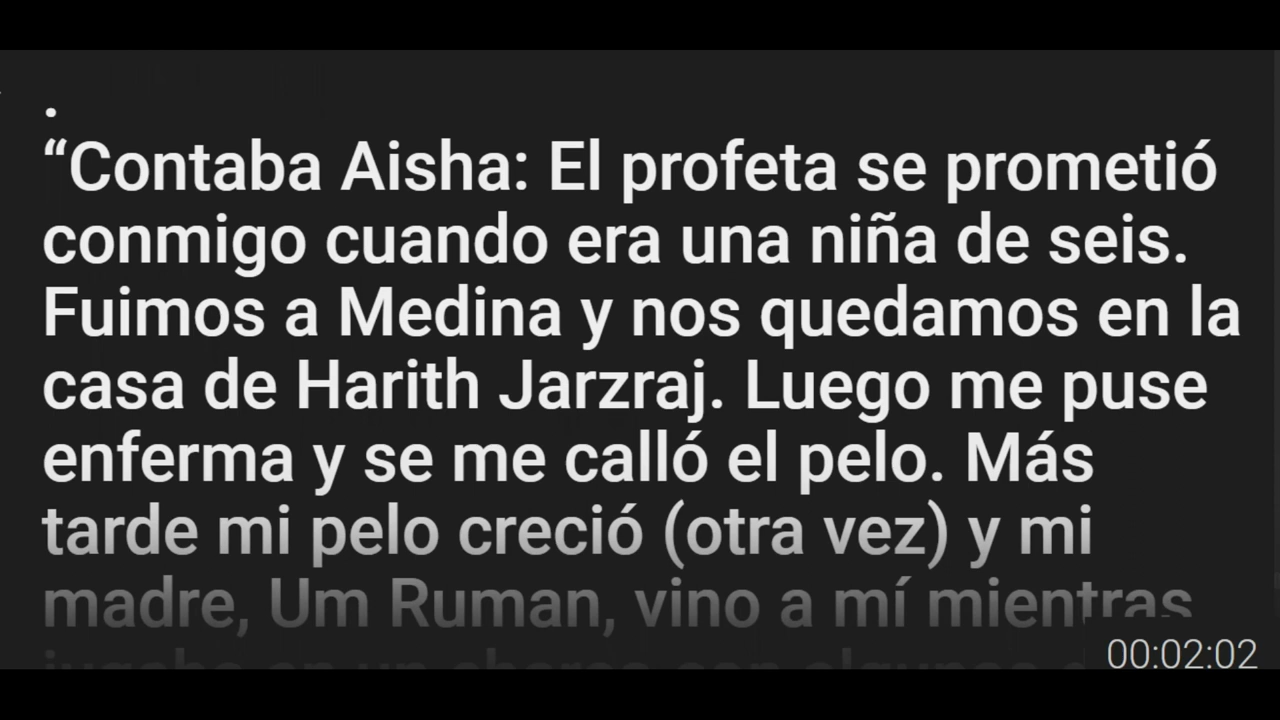 .
“Contaba Aisha: El profeta se prometió
conmigo cuando era una niña de seis.
Fuimos a Medina y nos quedamos en la
casa de Harith Jarzraj. Luego me puse
enferma y se me calló el pelo. Más
tarde mi pelo creció (otra vez) y mi
madre, Um Ruman, vino a mí mientras
00:02:02